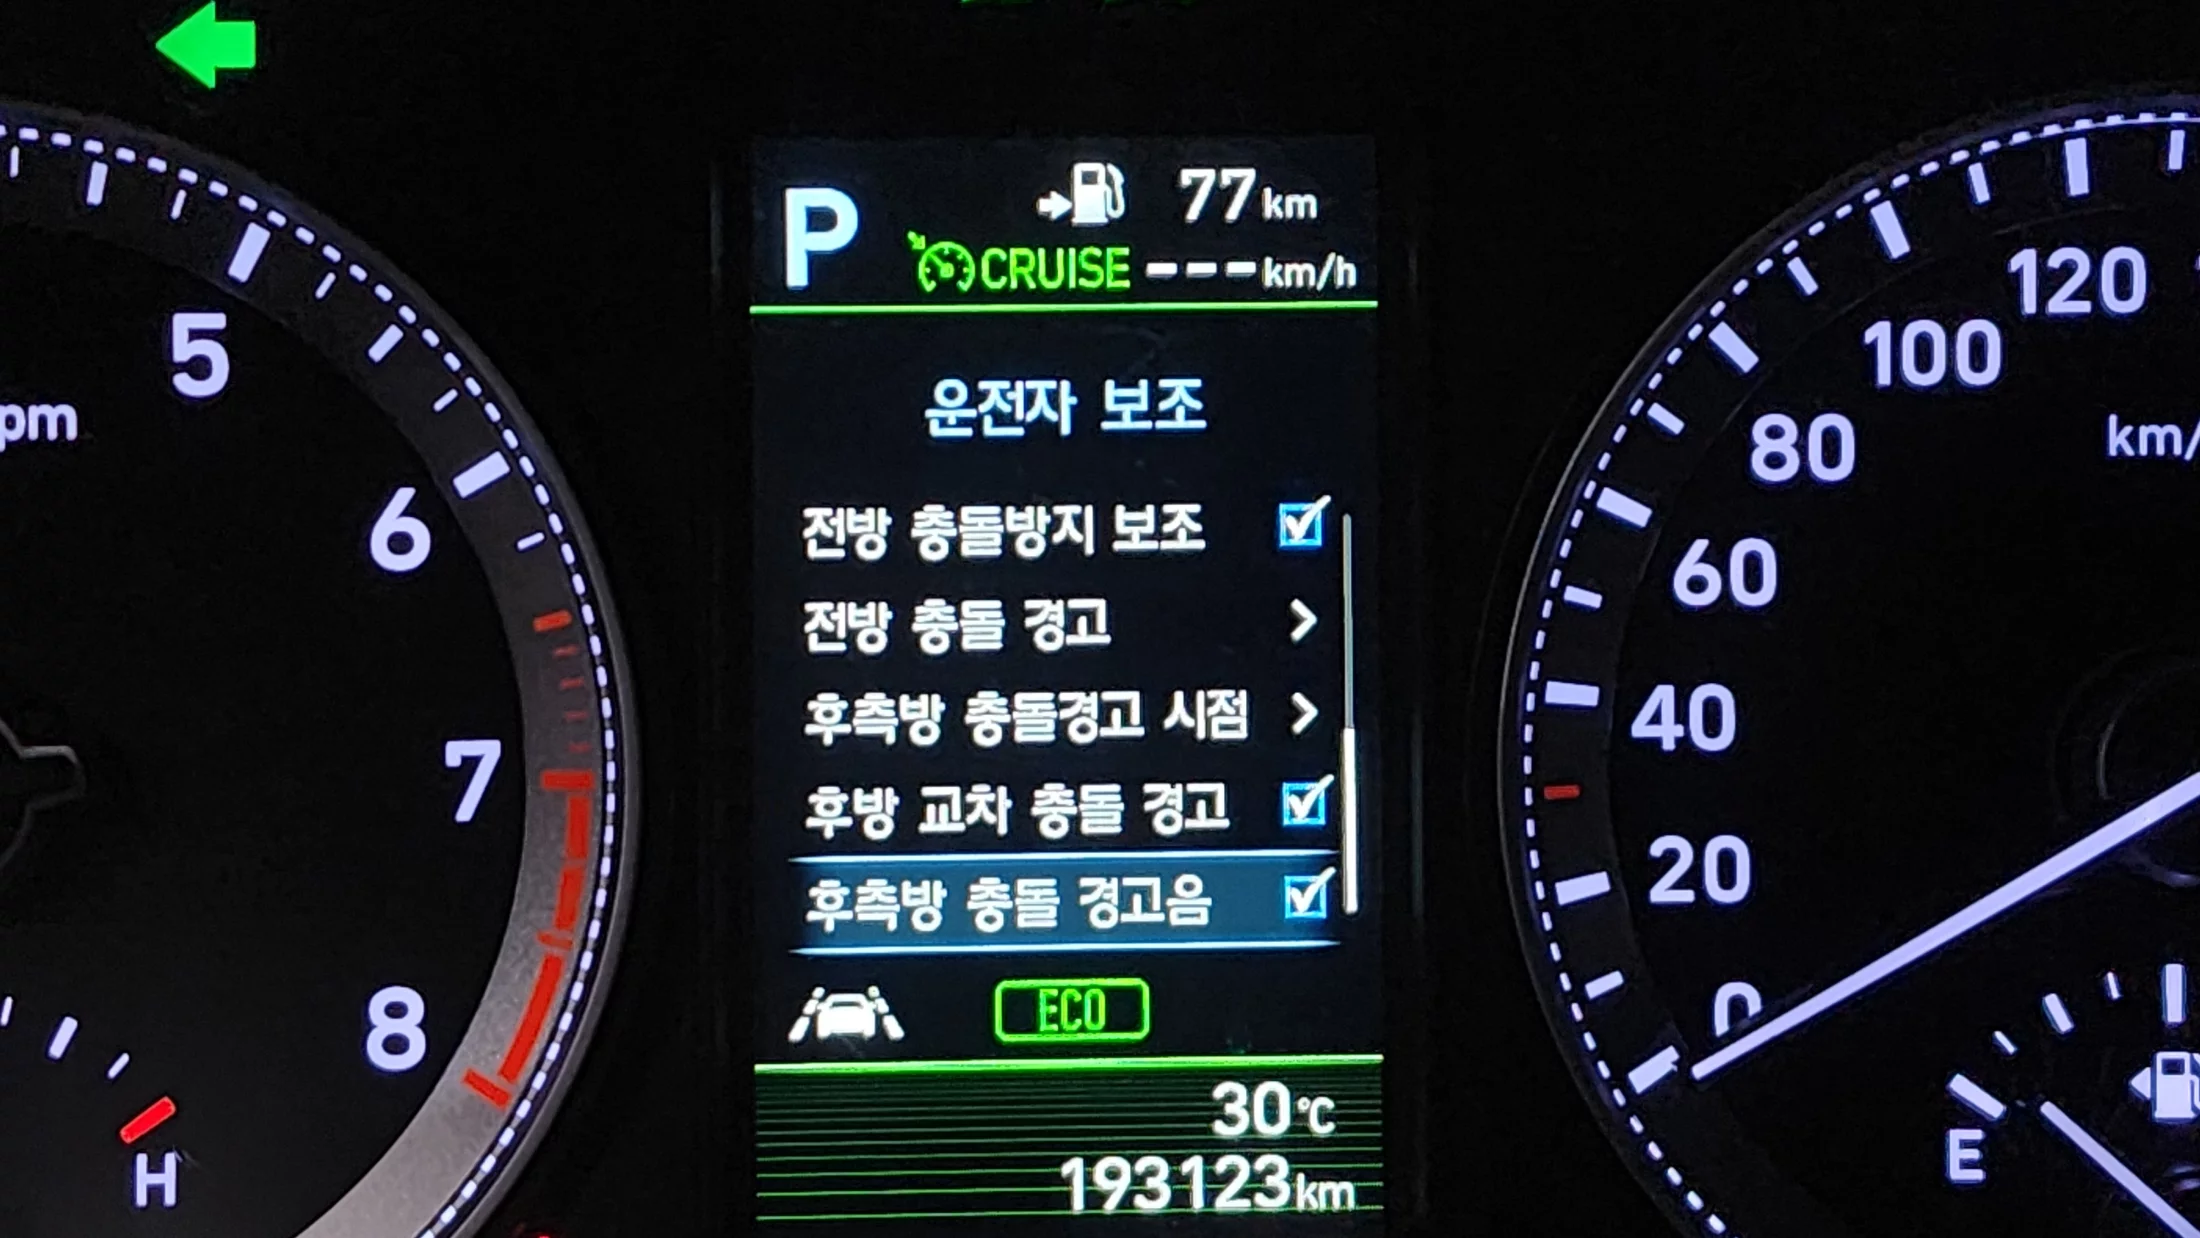 P
77 km
CRUISE ---km/h
운전자 보조
전방 충돌방지 보조
전방 충돌 경고
후측방 충돌경고 시점
후방 교차 충돌 경고
후측방 충돌 경고음
ECO
30°C
193123km
5
pm
6
7
8
H
120
100
km/
80
60
40
20
0
E